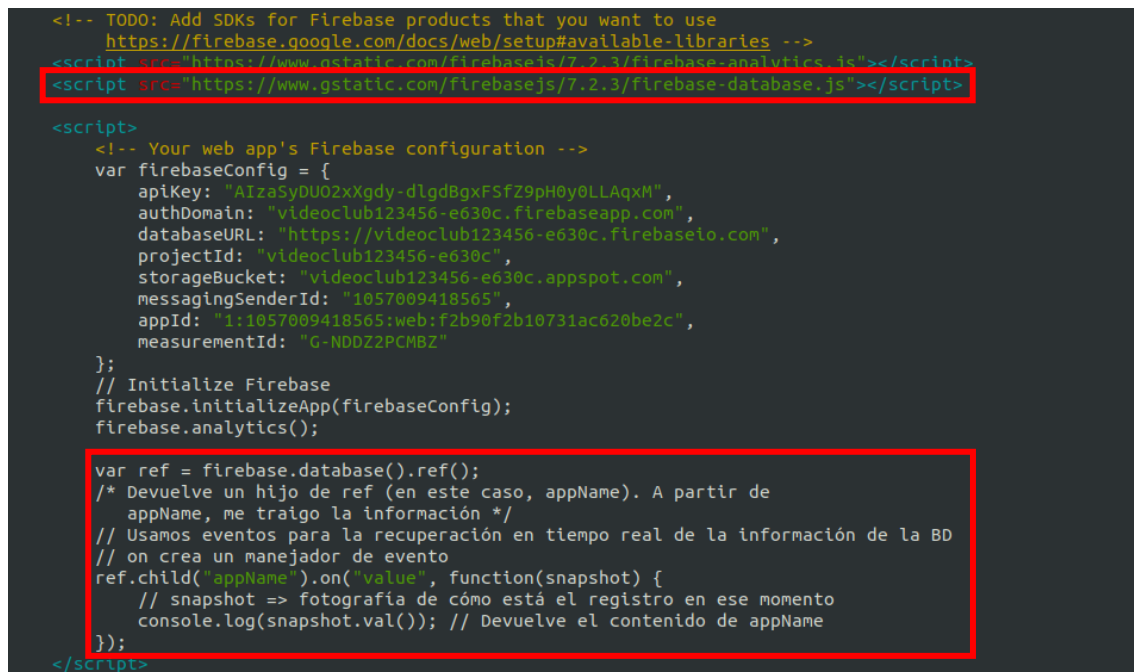 <!-- TODO: Add SDKs for Firebase products that you want to use
https://firebase.google.com/docs/web/setup#available-libraries -->
<script src="https://www.gstatic.com/firebasejs/7.2.3/firebase-analytics.js"></script>
<script src="https://www.gstatic.com/firebasejs/7.2.3/firebase-database.js"></script>
<script>
<!-- Your web app's Firebase configuration -->
var firebaseConfig = {
apiKey: "AIzaSyDUO2xXgdy-dlgdBgxFSfZ9pH0y0LLAqxM",
authDomain: "videoclub123456-e630c.firebaseapp.com",
databaseURL: "https://videoclub123456-e630c.firebaseio.com",
projectId: "videoclub123456-e630c",
storageBucket: "videoclub123456-e630c.appspot.com",
messagingSenderId: "1057009418565",
appId: "1:1057009418565:web:f2b90f2b10731ac620be2c",
measurementId: "G-NDDZ2PCMBZ"
};
// Initialize Firebase
firebase.initializeApp(firebaseConfig);
firebase.analytics();
var ref = firebase.database().ref();
/* Devuelve un hijo de ref (en este caso, appName). A partir de
appName, me traigo la información */
// Usamos eventos para la recuperación en tiempo real de la información de la BD
// on crea un manejador de evento
ref.child("appName").on("value", function(snapshot) {
// snapshot => fotografía de cómo está el registro en ese momento
console.log(snapshot.val()); // Devuelve el contenido de appName
});
</script>